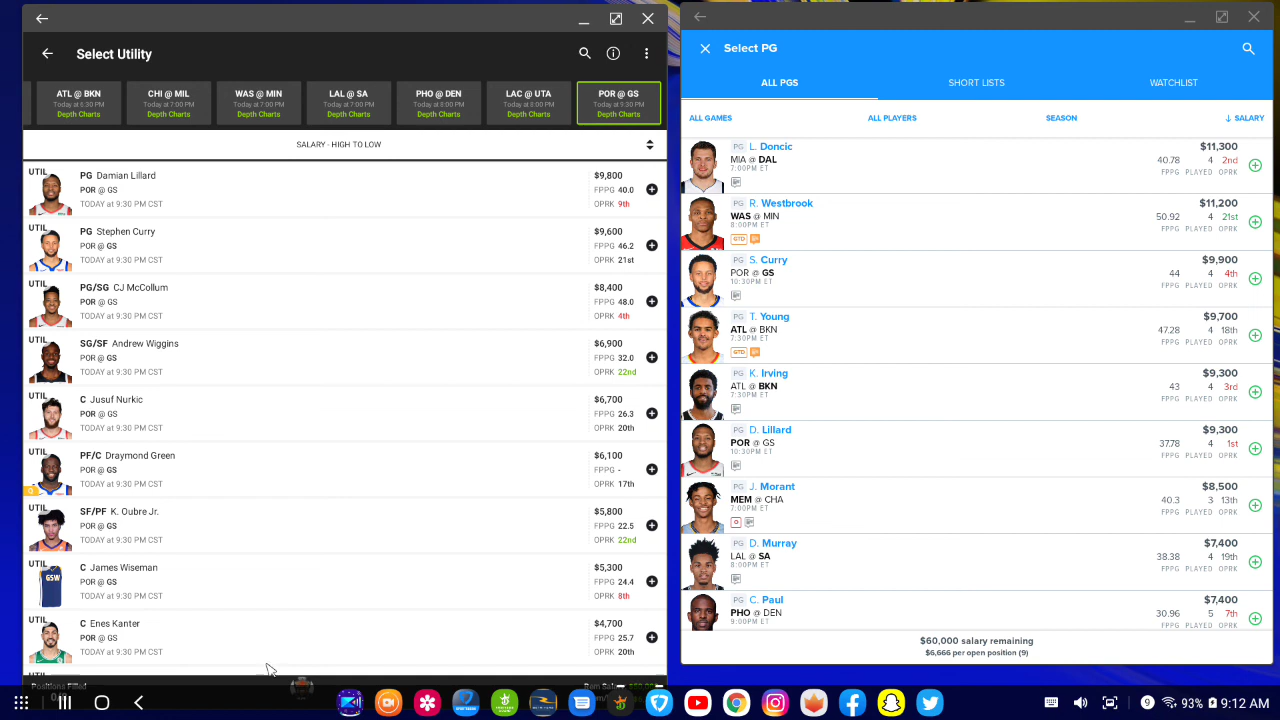 Select Utility
ATL @ BKN
Today at 6:30 PM
Depth Charts
CHI @ MIL
Today at 7:00 PM
Depth Charts
WAS @ MIN
Today at 7:00 PM
Depth Charts
LAL @ SA
Today at 7:00 PM
Depth Charts
PHO @ DEN
Today at 8:00 PM
Depth Charts
LAC @ UTA
Today at 8:00 PM
Depth Charts
POR @ GS
Today at 9:30 PM
Depth Charts
SALARY - HIGH TO LOW
UTIL
PG Damian Lillard $9,800
POR @ GS FPPG 40.0
TODAY at 9:30 PM CST OPRK 9th
UTIL
PG Stephen Curry $9,600
POR @ GS FPPG 46.2
TODAY at 9:30 PM CST OPRK 21st
UTIL
PG/SG CJ McCollum $8,400
POR @ GS FPPG 48.0
TODAY at 9:30 PM CST OPRK 4th
UTIL
SG/SF Andrew Wiggins $6,900
POR @ GS FPPG 32.0
TODAY at 9:30 PM CST OPRK 22nd
UTIL
C Jusuf Nurkic $6,700
POR @ GS FPPG 26.3
TODAY at 9:30 PM CST OPRK 20th
UTIL
PF/C Draymond Green $6,100
POR @ GS FPPG -
Q
TODAY at 9:30 PM CST OPRK 17th
UTIL
SF/PF K. Oubre Jr. $5,800
POR @ GS FPPG 22.5
TODAY at 9:30 PM CST OPRK 22nd
UTIL
C James Wiseman $5,300
POR @ GS FPPG 24.4
GSW
TODAY at 9:30 PM CST OPRK 8th
UTIL
C Enes Kanter $4,700
POR @ GS FPPG 25.7
TODAY at 9:30 PM CST OPRK 20th
Positions Filled
Select PG
ALL PGS SHORT LISTS WATCHLIST
ALL GAMES ALL PLAYERS SEASON ↓ SALARY
PG L. Doncic $11,300
MIA @ DAL 40.78 4 2nd
7:00PM ET FPPG PLAYED OPRK
PG R. Westbrook $11,200
WAS @ MIN 50.92 4 21st
8:00PM ET FPPG PLAYED OPRK
GTD
PG S. Curry $9,900
POR @ GS 44 4 4th
10:30PM ET FPPG PLAYED OPRK
PG T. Young $9,700
ATL @ BKN 47.28 4 18th
7:30PM ET FPPG PLAYED OPRK
GTD
PG K. Irving $9,300
ATL @ BKN 43 4 3rd
7:30PM ET FPPG PLAYED OPRK
PG D. Lillard $9,300
POR @ GS 37.78 4 1st
10:30PM ET FPPG PLAYED OPRK
PG J. Morant $8,500
MEM @ CHA 40.3 3 13th
7:00PM ET FPPG PLAYED OPRK
O
PG D. Murray $7,400
LAL @ SA 38.38 4 19th
8:00PM ET FPPG PLAYED OPRK
PG C. Paul $7,400
PHO @ DEN 30.96 5 7th
9:00PM ET FPPG PLAYED OPRK
$60,000 salary remaining
$6,666 per open position (9)
9 93% 9:12 AM